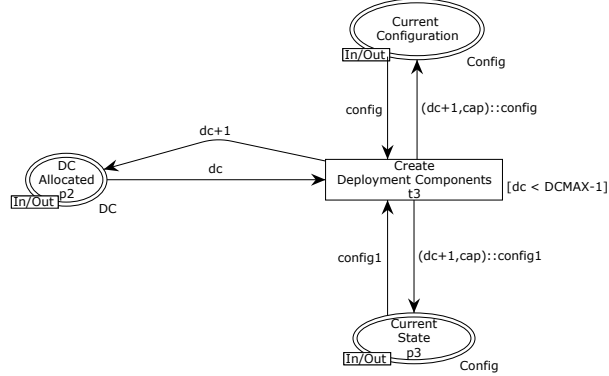 Current
Configuration
In/Out
Config
config
(dc+1,cap)::config
dc+1
DC
Allocated
p2
In/Out
DC
dc
Create
Deployment Components
t3
[dc < DCMAX-1]
config1
(dc+1,cap)::config1
Current
State
p3
In/Out
Config